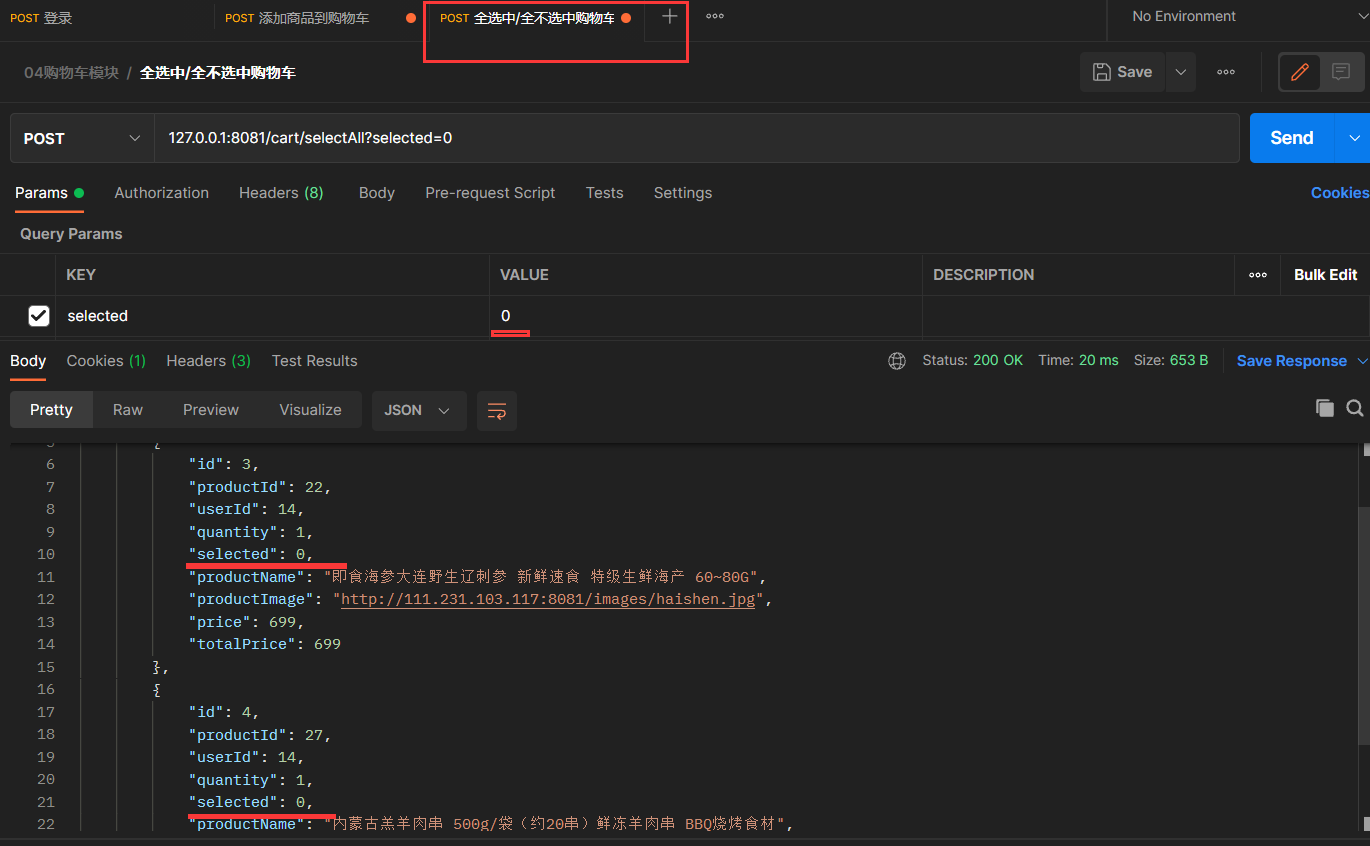 POST 登录 POST 添加商品到购物车 POST 全选中/全不选中购物车 No Environment
04购物车模块 / 全选中/全不选中购物车 Save
POST 127.0.0.1:8081/cart/selectAll?selected=0 Send
Params Authorization Headers (8) Body Pre-request Script Tests Settings Cookies
Query Params
KEY VALUE DESCRIPTION Bulk Edit
selected 0
Body Cookies (1) Headers (3) Test Results Status: 200 OK Time: 20 ms Size: 653 B Save Response
Pretty Raw Preview Visualize JSON
5 {
6 "id": 3,
7 "productId": 22,
8 "userId": 14,
9 "quantity": 1,
10 "selected": 0,
11 "productName": "即食海参大连野生辽刺参 新鲜速食 特级生鲜海产 60~80G",
12 "productImage": "http://111.231.103.117:8081/images/haishen.jpg",
13 "price": 699,
14 "totalPrice": 699
15 },
16 {
17 "id": 4,
18 "productId": 27,
19 "userId": 14,
20 "quantity": 1,
21 "selected": 0,
22 "productName": "内蒙古羔羊肉串 500g/袋（约20串）鲜冻羊肉串 BBQ烧烤食材",